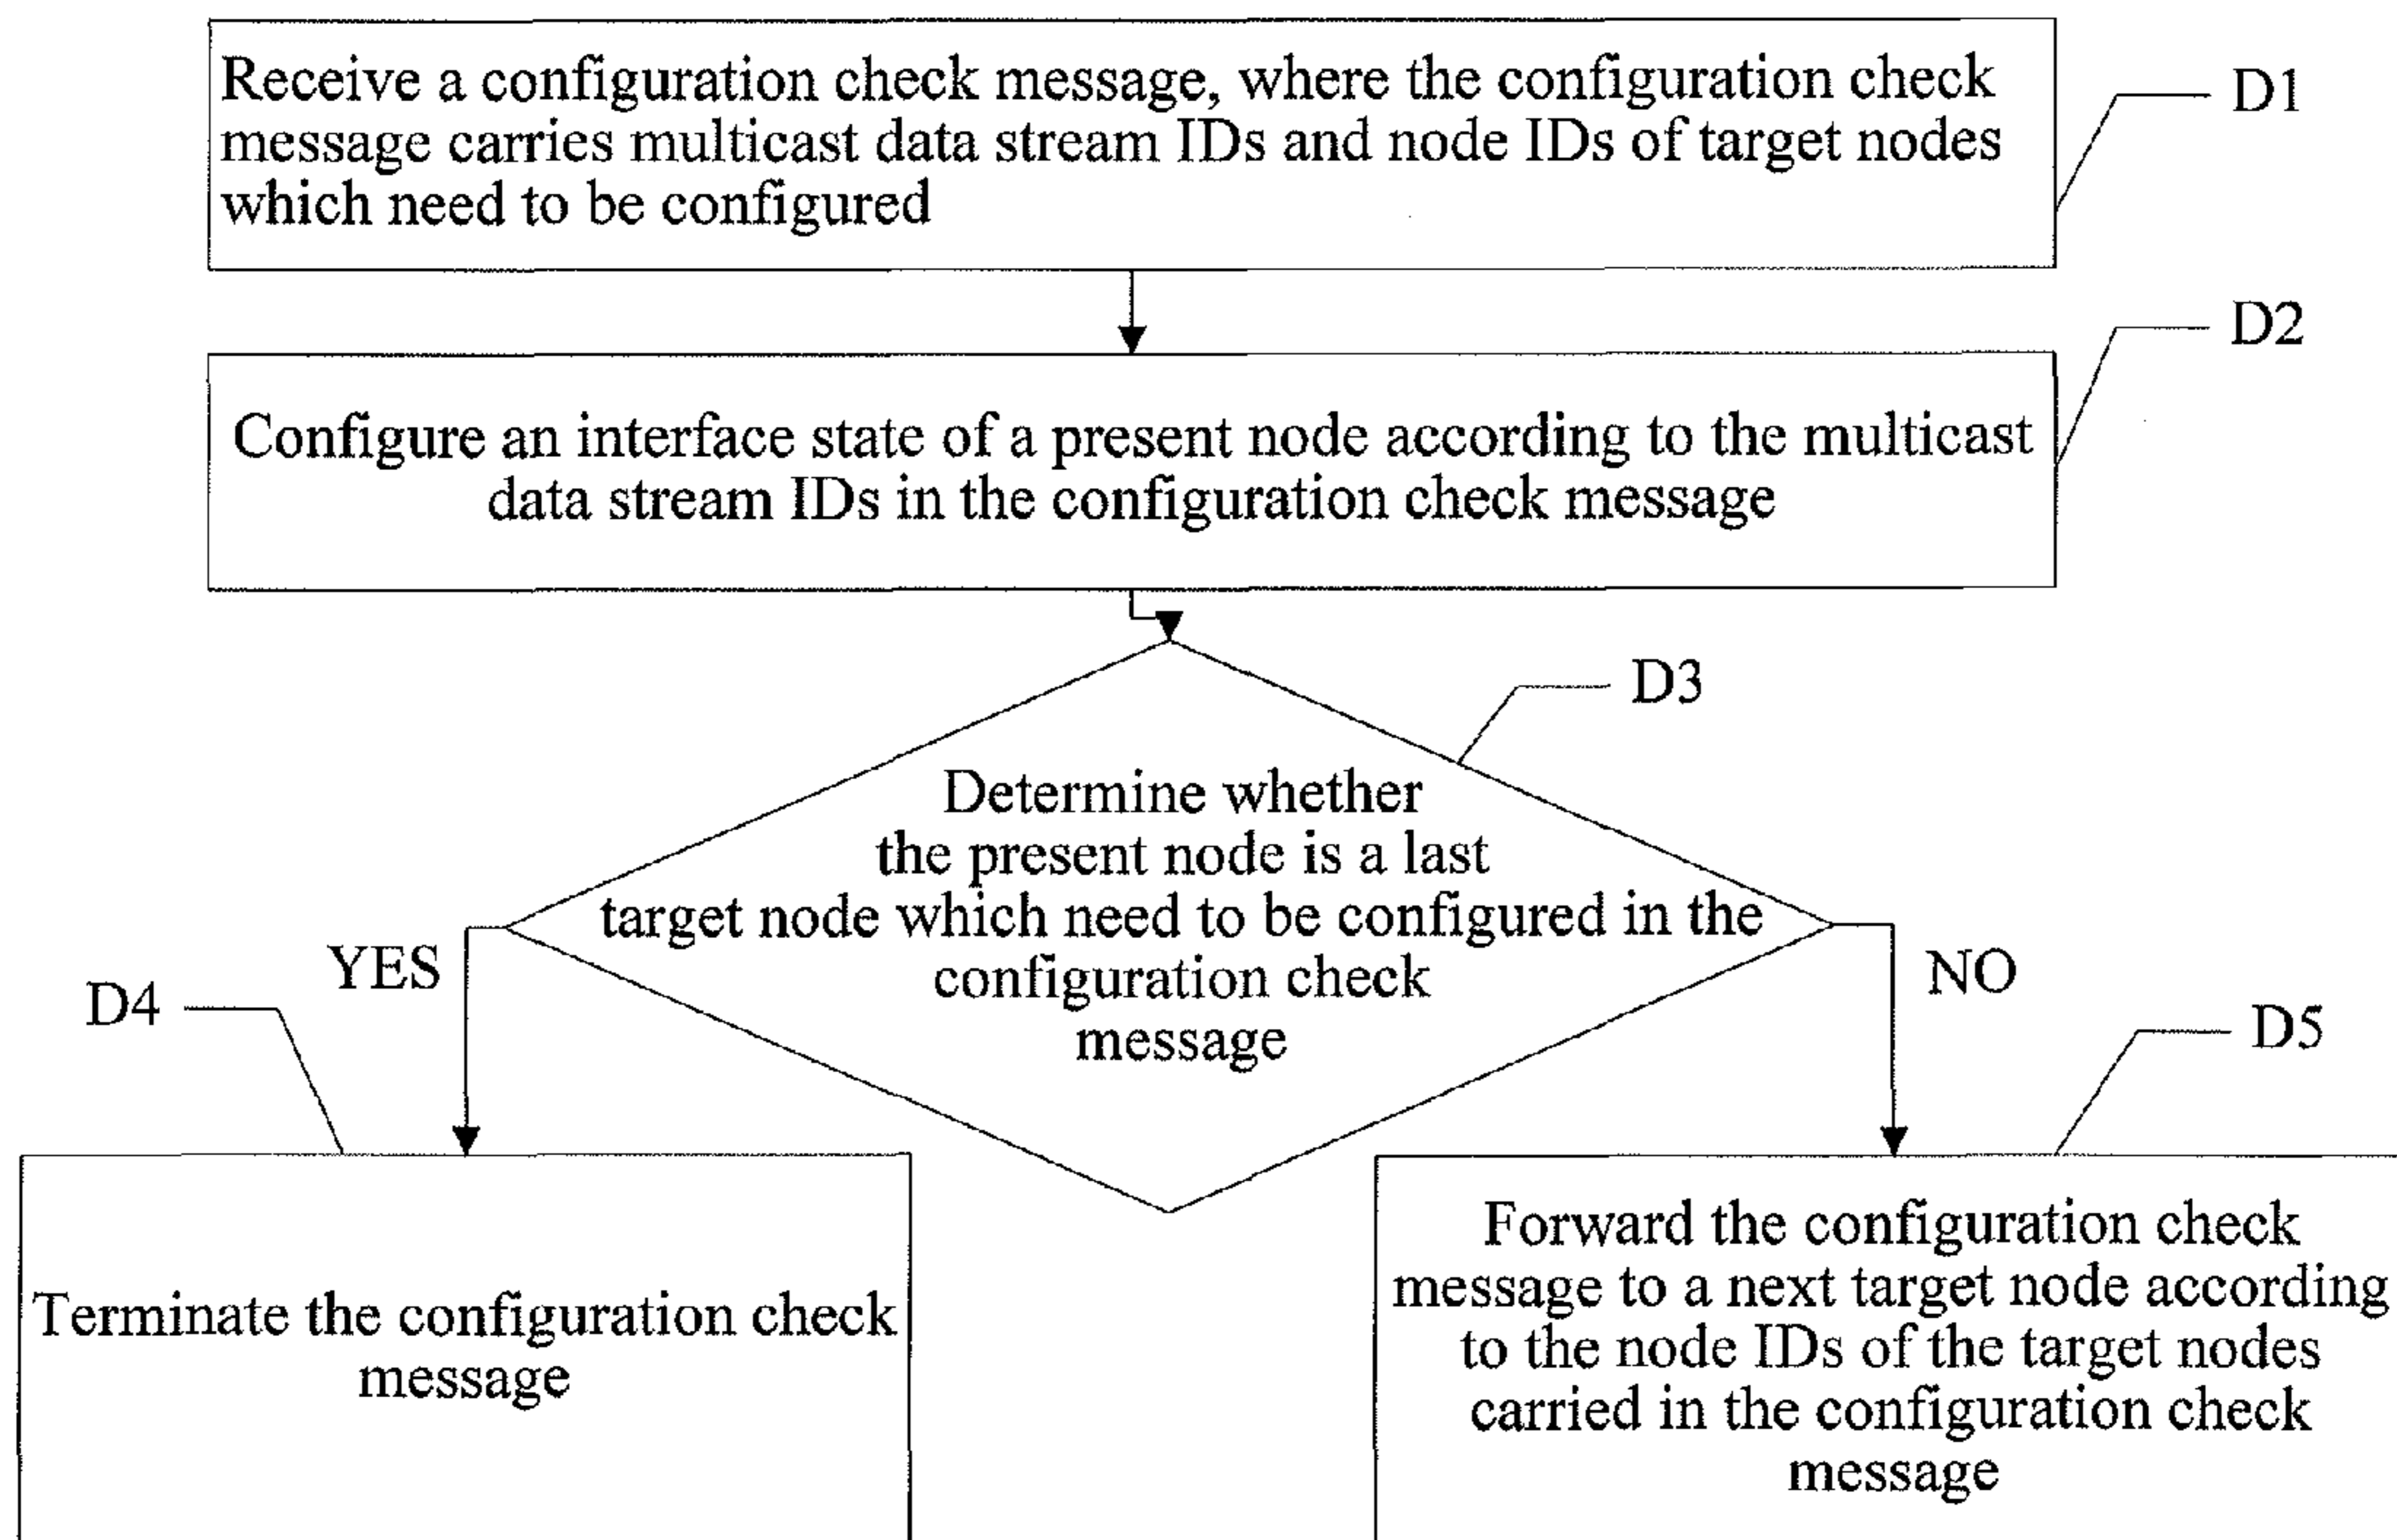 Receive a configuration check message, where the configuration check
message carries multicast data stream IDs and node IDs of target nodes
which need to be configured
D1
Configure an interface state of a present node according to the multicast
data stream IDs in the configuration check message
D2
Determine whether
the present node is a last
target node which need to be configured in the
configuration check
message
D3
YES
NO
D4
Terminate the configuration check
message
D5
Forward the configuration check
message to a next target node according
to the node IDs of the target nodes
carried in the configuration check
message